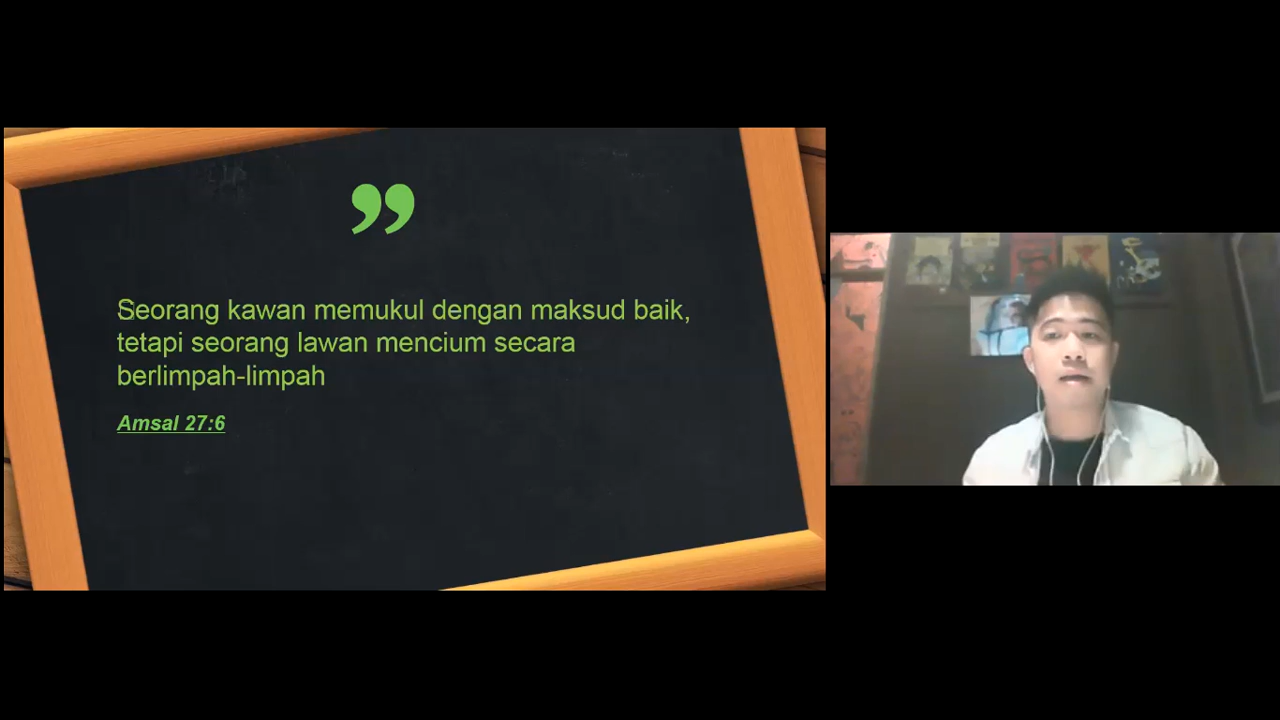 ”
Seorang kawan memukul dengan maksud baik,
tetapi seorang lawan mencium secara
berlimpah-limpah
Amsal 27:6